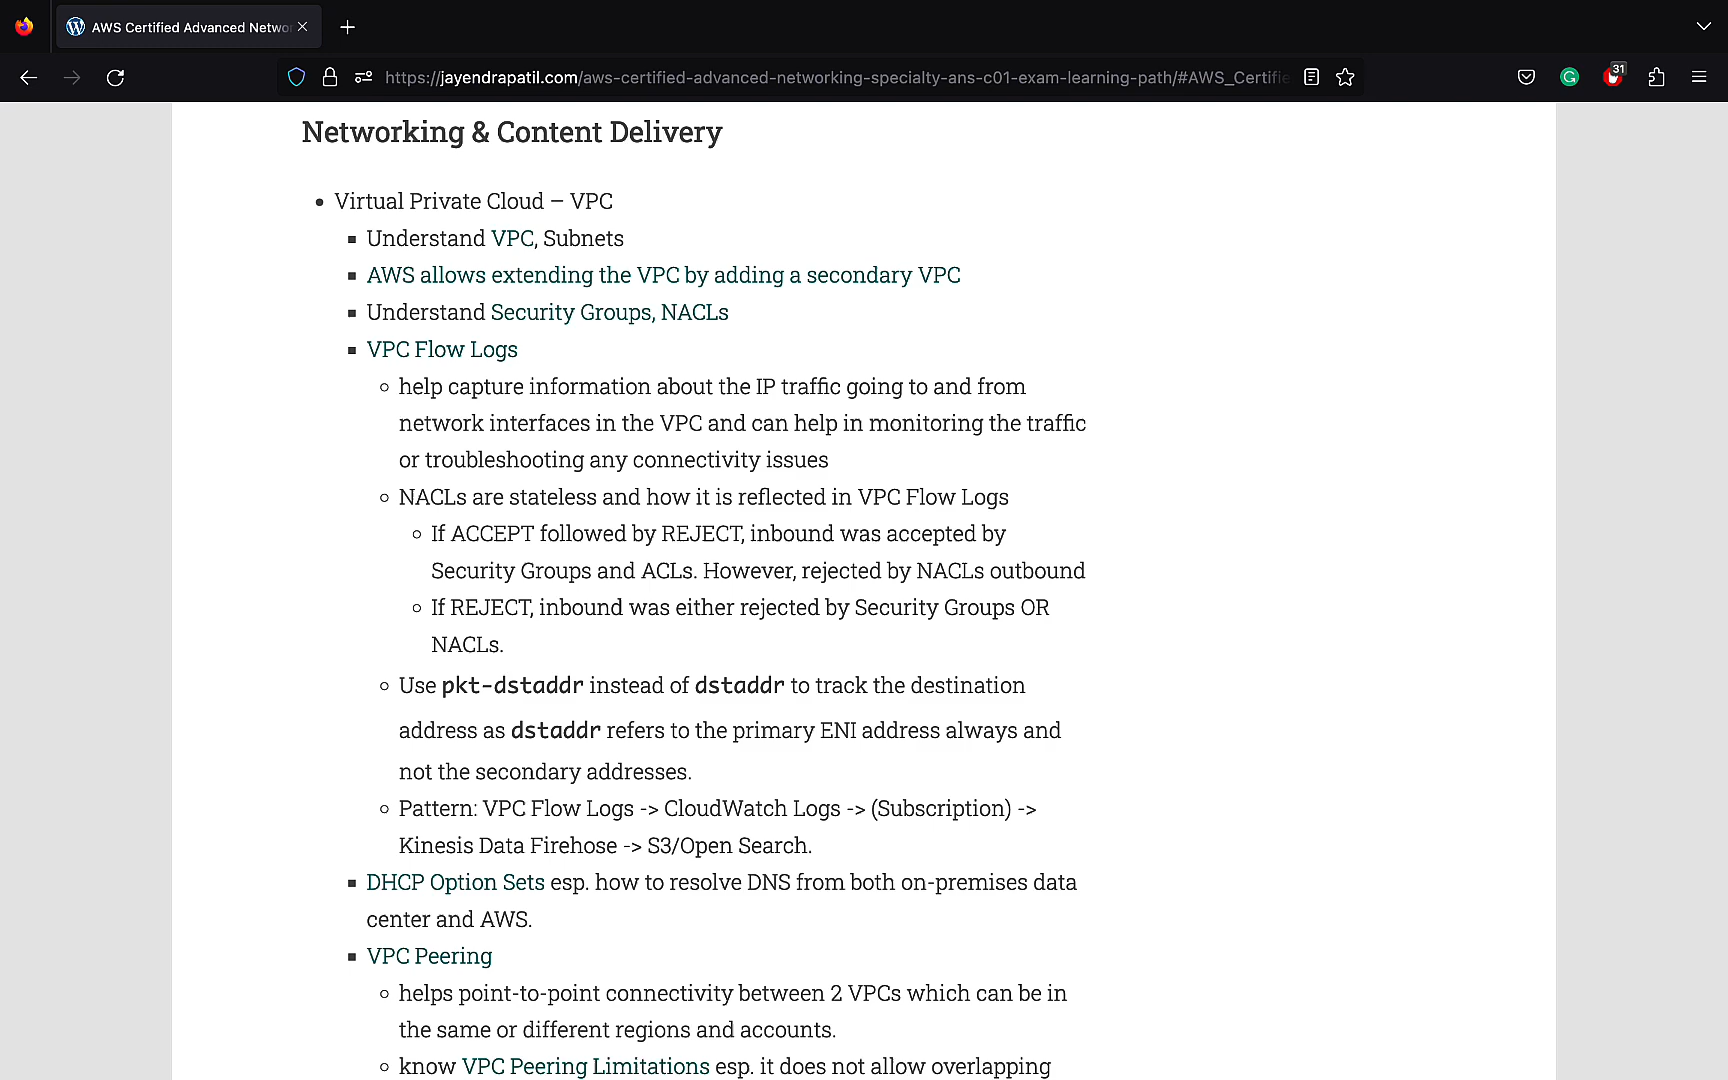 AWS Certified Advanced Netwo
https://jayendrapatil.com/aws-certified-advanced-networking-specialty-ans-c01-exam-learning-path/#AWS_Certifie
31
Networking & Content Delivery
• Virtual Private Cloud – VPC
▪ Understand VPC, Subnets
▪ AWS allows extending the VPC by adding a secondary VPC
▪ Understand Security Groups, NACLs
▪ VPC Flow Logs
◦ help capture information about the IP traffic going to and from
network interfaces in the VPC and can help in monitoring the traffic
or troubleshooting any connectivity issues
◦ NACLs are stateless and how it is reflected in VPC Flow Logs
◦ If ACCEPT followed by REJECT, inbound was accepted by
Security Groups and ACLs. However, rejected by NACLs outbound
◦ If REJECT, inbound was either rejected by Security Groups OR
NACLs.
◦ Use pkt-dstaddr instead of dstaddr to track the destination
address as dstaddr refers to the primary ENI address always and
not the secondary addresses.
◦ Pattern: VPC Flow Logs -> CloudWatch Logs -> (Subscription) ->
Kinesis Data Firehose -> S3/Open Search.
▪ DHCP Option Sets esp. how to resolve DNS from both on-premises data
center and AWS.
▪ VPC Peering
◦ helps point-to-point connectivity between 2 VPCs which can be in
the same or different regions and accounts.
◦ know VPC Peering Limitations esp. it does not allow overlapping